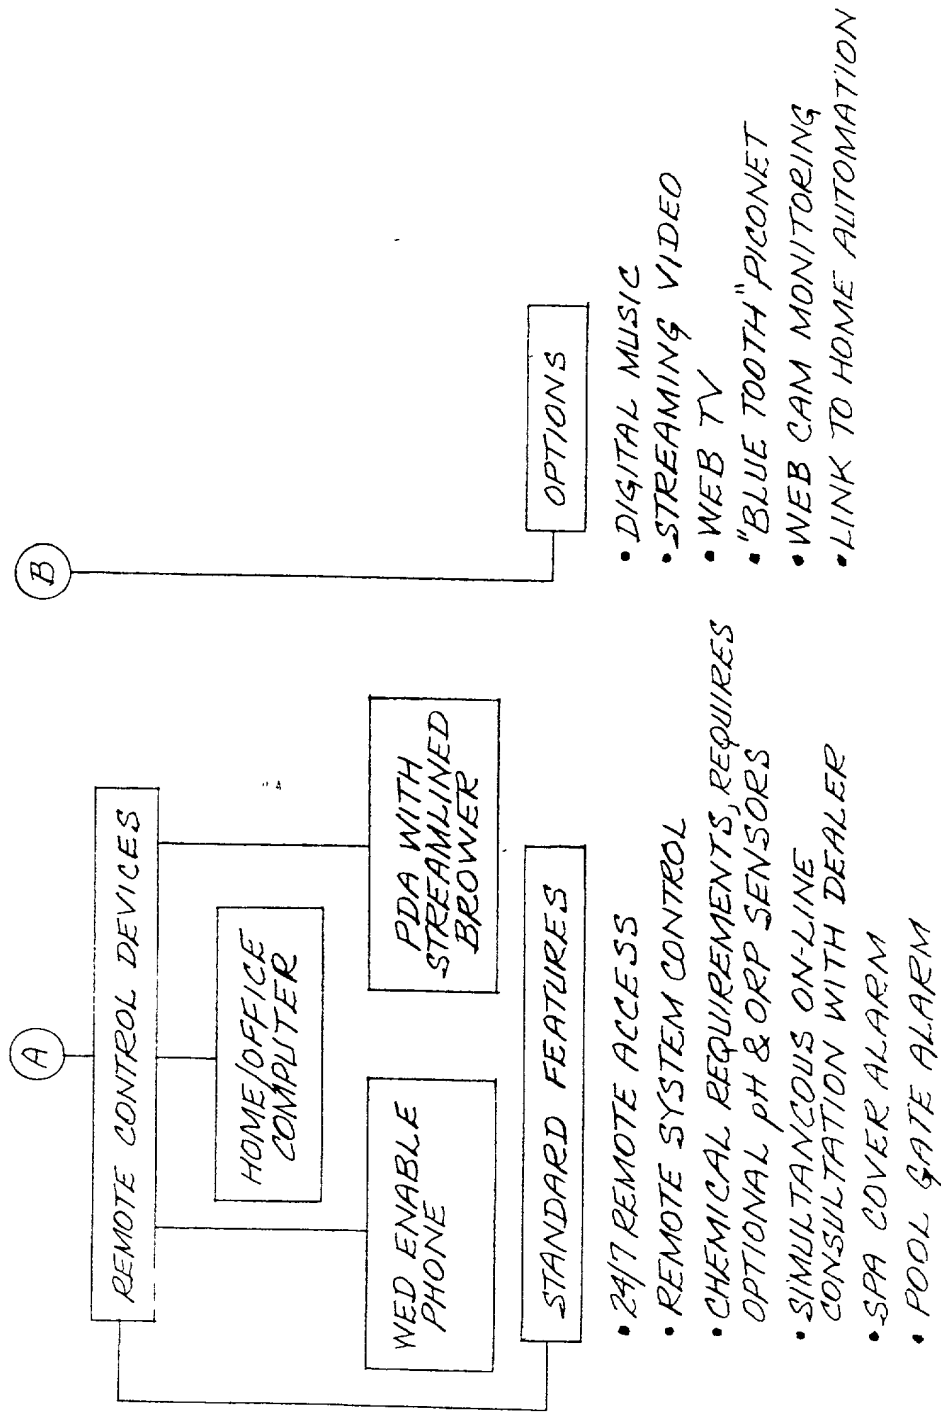 A
REMOTE CONTROL DEVICES
HOME/OFFICE
COMPUTER
WED ENABLE
PHONE
PDA WITH
STREAMLINED
BROWER
STANDARD FEATURES
• 24/7 REMOTE ACCESS
• REMOTE SYSTEM CONTROL
• CHEMICAL REQUIREMENTS, REQUIRES
OPTIONAL pH & ORP SENSORS
• SIMULTANCOUS ON-LINE
CONSULTATION WITH DEALER
• SPA COVER ALARM
• POOL GATE ALARM
B
OPTIONS
• DIGITAL MUSIC
• STREAMING VIDEO
• WEB TV
• "BLUE TOOTH" PICONET
• WEB CAM MONITORING
• LINK TO HOME AUTOMATION